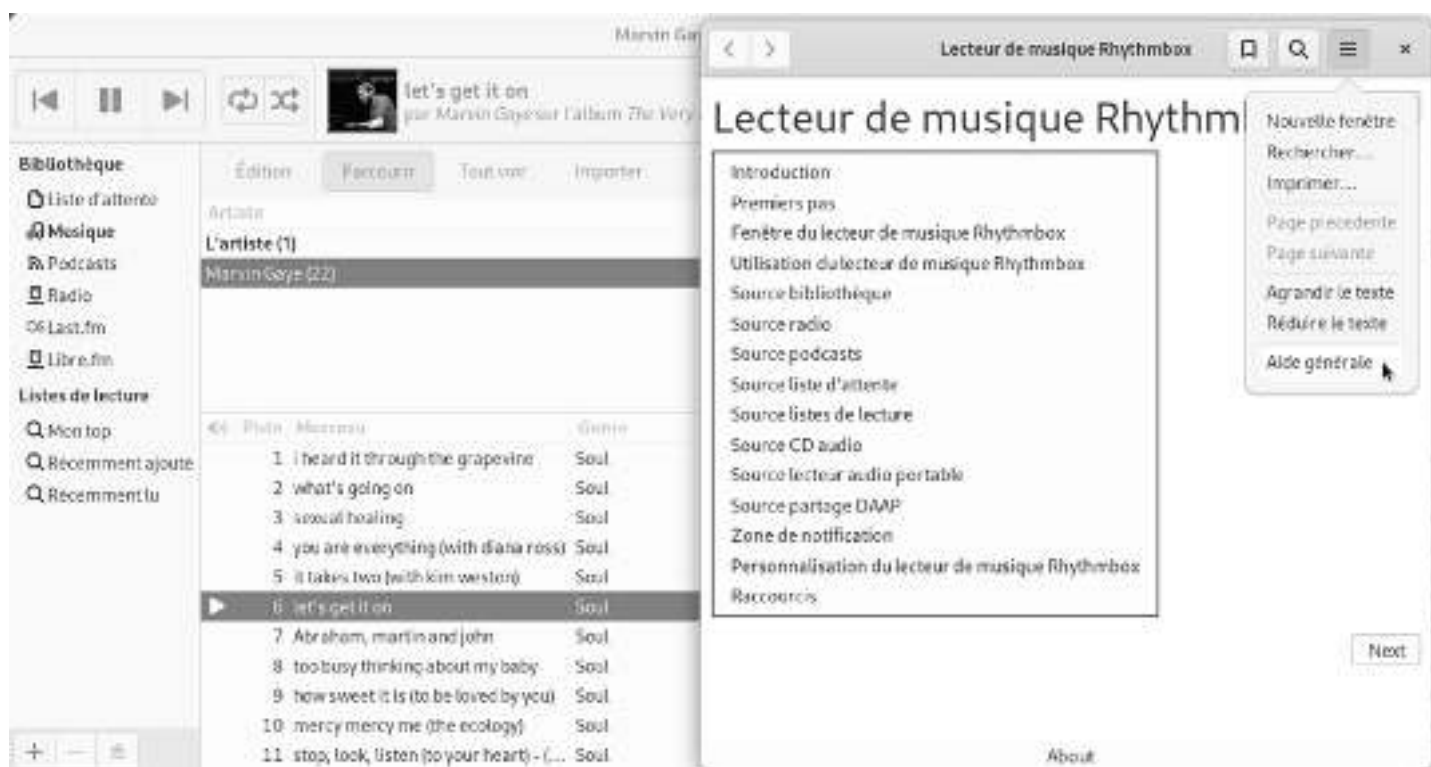 Marvin Gay
let's get it on
par Marvin Gaye sur l'album The Very
Bibliothèque
Liste d'attente
Musique
Podcasts
Radio
Last.fm
Libre.fm
Listes de lecture
Mon top
Récemment ajouté
Récemment lu
Édition Parcourir Tout voir Importer
Artiste
L'artiste (1)
Marvin Gaye (22)
Piste Morceau Genre
1 i heard it through the grapevine Soul
2 what's going on Soul
3 sexual healing Soul
4 you are everything (with diana ross) Soul
5 it takes two (with kim weston) Soul
6 let's get it on Soul
7 Abraham, martin and john Soul
8 too busy thinking about my baby Soul
9 how sweet it is (to be loved by you) Soul
10 mercy mercy me (the ecology) Soul
11 stop, look, listen (to your heart) - (... Soul
Lecteur de musique Rhythmbox
Lecteur de musique Rhythm
Introduction
Premiers pas
Fenêtre du lecteur de musique Rhythmbox
Utilisation du lecteur de musique Rhythmbox
Source bibliothèque
Source radio
Source podcasts
Source liste d'attente
Source listes de lecture
Source CD audio
Source lecteur audio portable
Source partage DAAP
Zone de notification
Personnalisation du lecteur de musique Rhythmbox
Raccourcis
Nouvelle fenêtre
Rechercher...
Imprimer...
Page précédente
Page suivante
Agrandir le texte
Réduire le texte
Aide générale
Next
About